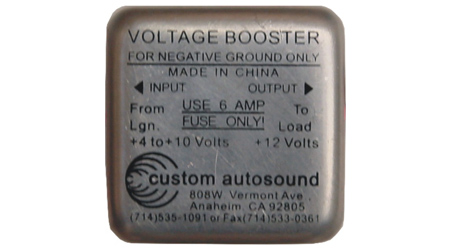 VOLTAGE BOOSTER
FOR NEGATIVE GROUND ONLY
MADE IN CHINA
INPUT OUTPUT
From USE 6 AMP To
Lgn. FUSE ONLY! Load
+4 to+10 Volts +12 Volts
custom autosound
808W. Vermont Ave
Anaheim, CA 92805
(714)535-1091 or Fax(714)533-0361